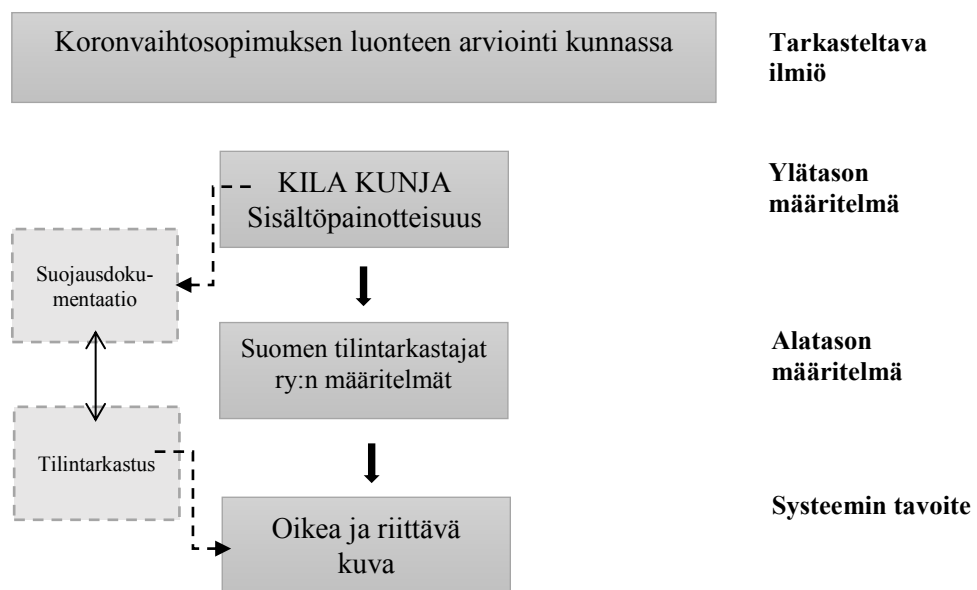 Koronvaihtosopimuksen luonteen arviointi kunnassa
Tarkasteltava
ilmiö
KILA KUNJA
Sisältöpainotteisuus
Ylätason
määritelmä
Suojausdoku-
mentaatio
Suomen tilintarkastajat
ry:n määritelmät
Alatason
määritelmä
Tilintarkastus
Oikea ja riittävä
kuva
Systeemin tavoite